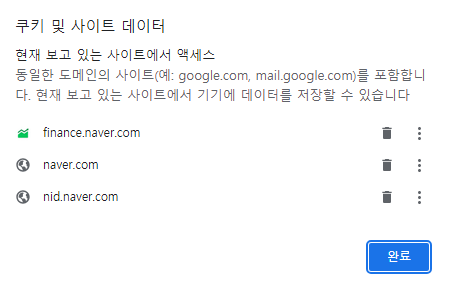 쿠키 및 사이트 데이터
현재 보고 있는 사이트에서 액세스
동일한 도메인의 사이트(예: google.com, mail.google.com)를 포함합니
다. 현재 보고 있는 사이트에서 기기에 데이터를 저장할 수 있습니다
finance.naver.com
naver.com
nid.naver.com
완료